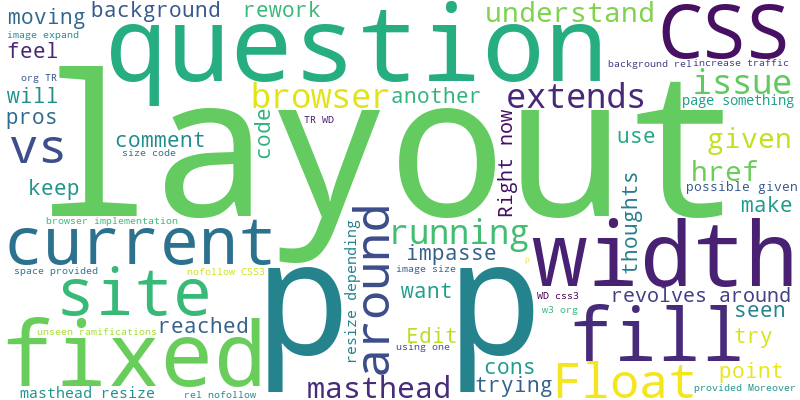 moving
background
rework
understand
CSS
image expand
feel
question
background rel
increase traffic
org TR
layout
browser
another
extends
issue
will
page something
pros
TR WD
code
Right now
use
given
vs
comment
size code
href
keep
thoughts
possible given
make
browser implementation
current
resize depending
around
running
width
impasse
space provided
nofollow CSS3
p
p
image size
p
site
want
WD css3
revolves around
fill
w3 org
seen
reached
unseen ramifications
fixed
Edit
using one
try
cons
Float
point
masthead resize
rel nofollow
masthead
trying
provided Moreover